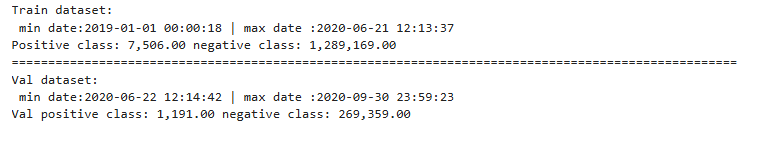 Train dataset:
 min date:2019-01-01 00:00:18 | max date :2020-06-21 12:13:37
Positive class: 7,506.00 negative class: 1,289,169.00
====================================================================================================
Val dataset:
 min date:2020-06-22 12:14:42 | max date :2020-09-30 23:59:23
Val positive class: 1,191.00 negative class: 269,359.00